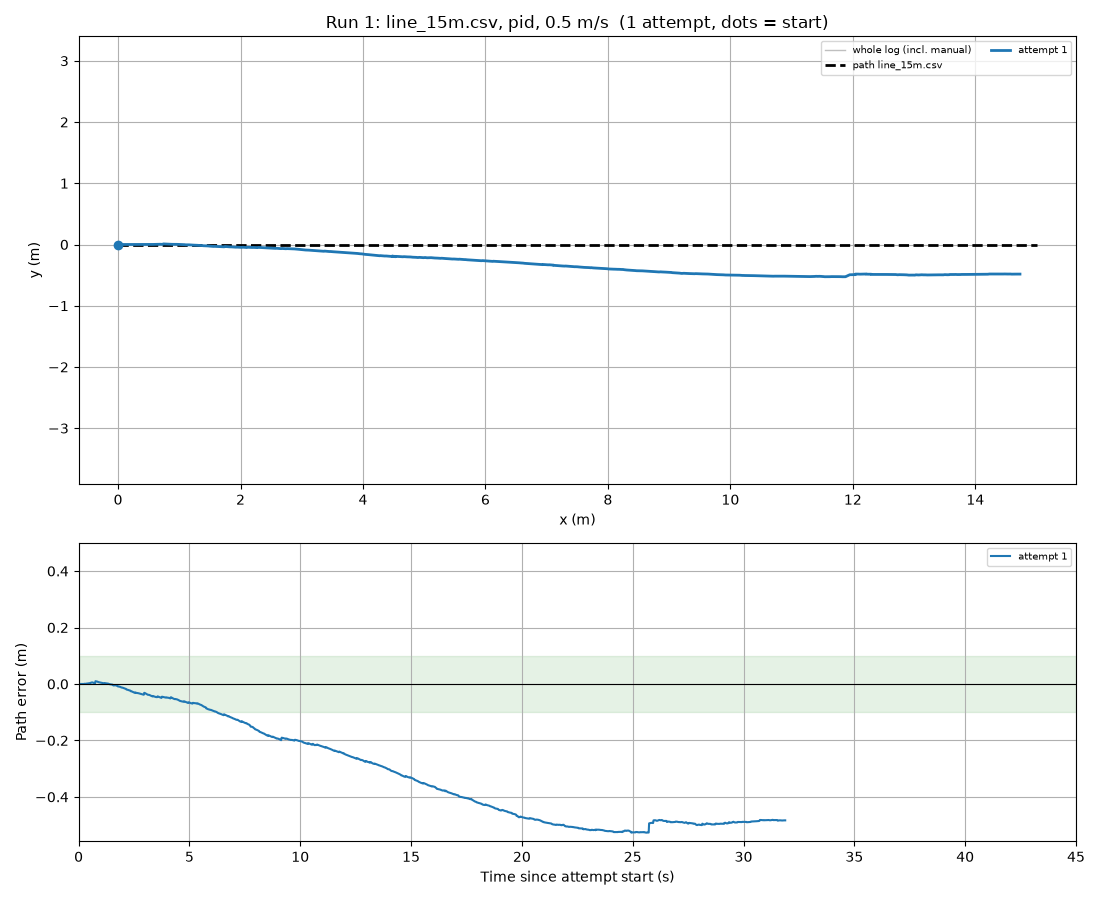 Run 1: line_15m.csv, pid, 0.5 m/s  (1 attempt, dots = start)
whole log (incl. manual)
path line_15m.csv
attempt 1
3
2
1
0
−1
−2
−3
y (m)
0 2 4 6 8 10 12 14
x (m)
attempt 1
0.4
0.2
0.0
−0.2
−0.4
Path error (m)
0 5 10 15 20 25 30 35 40 45
Time since attempt start (s)